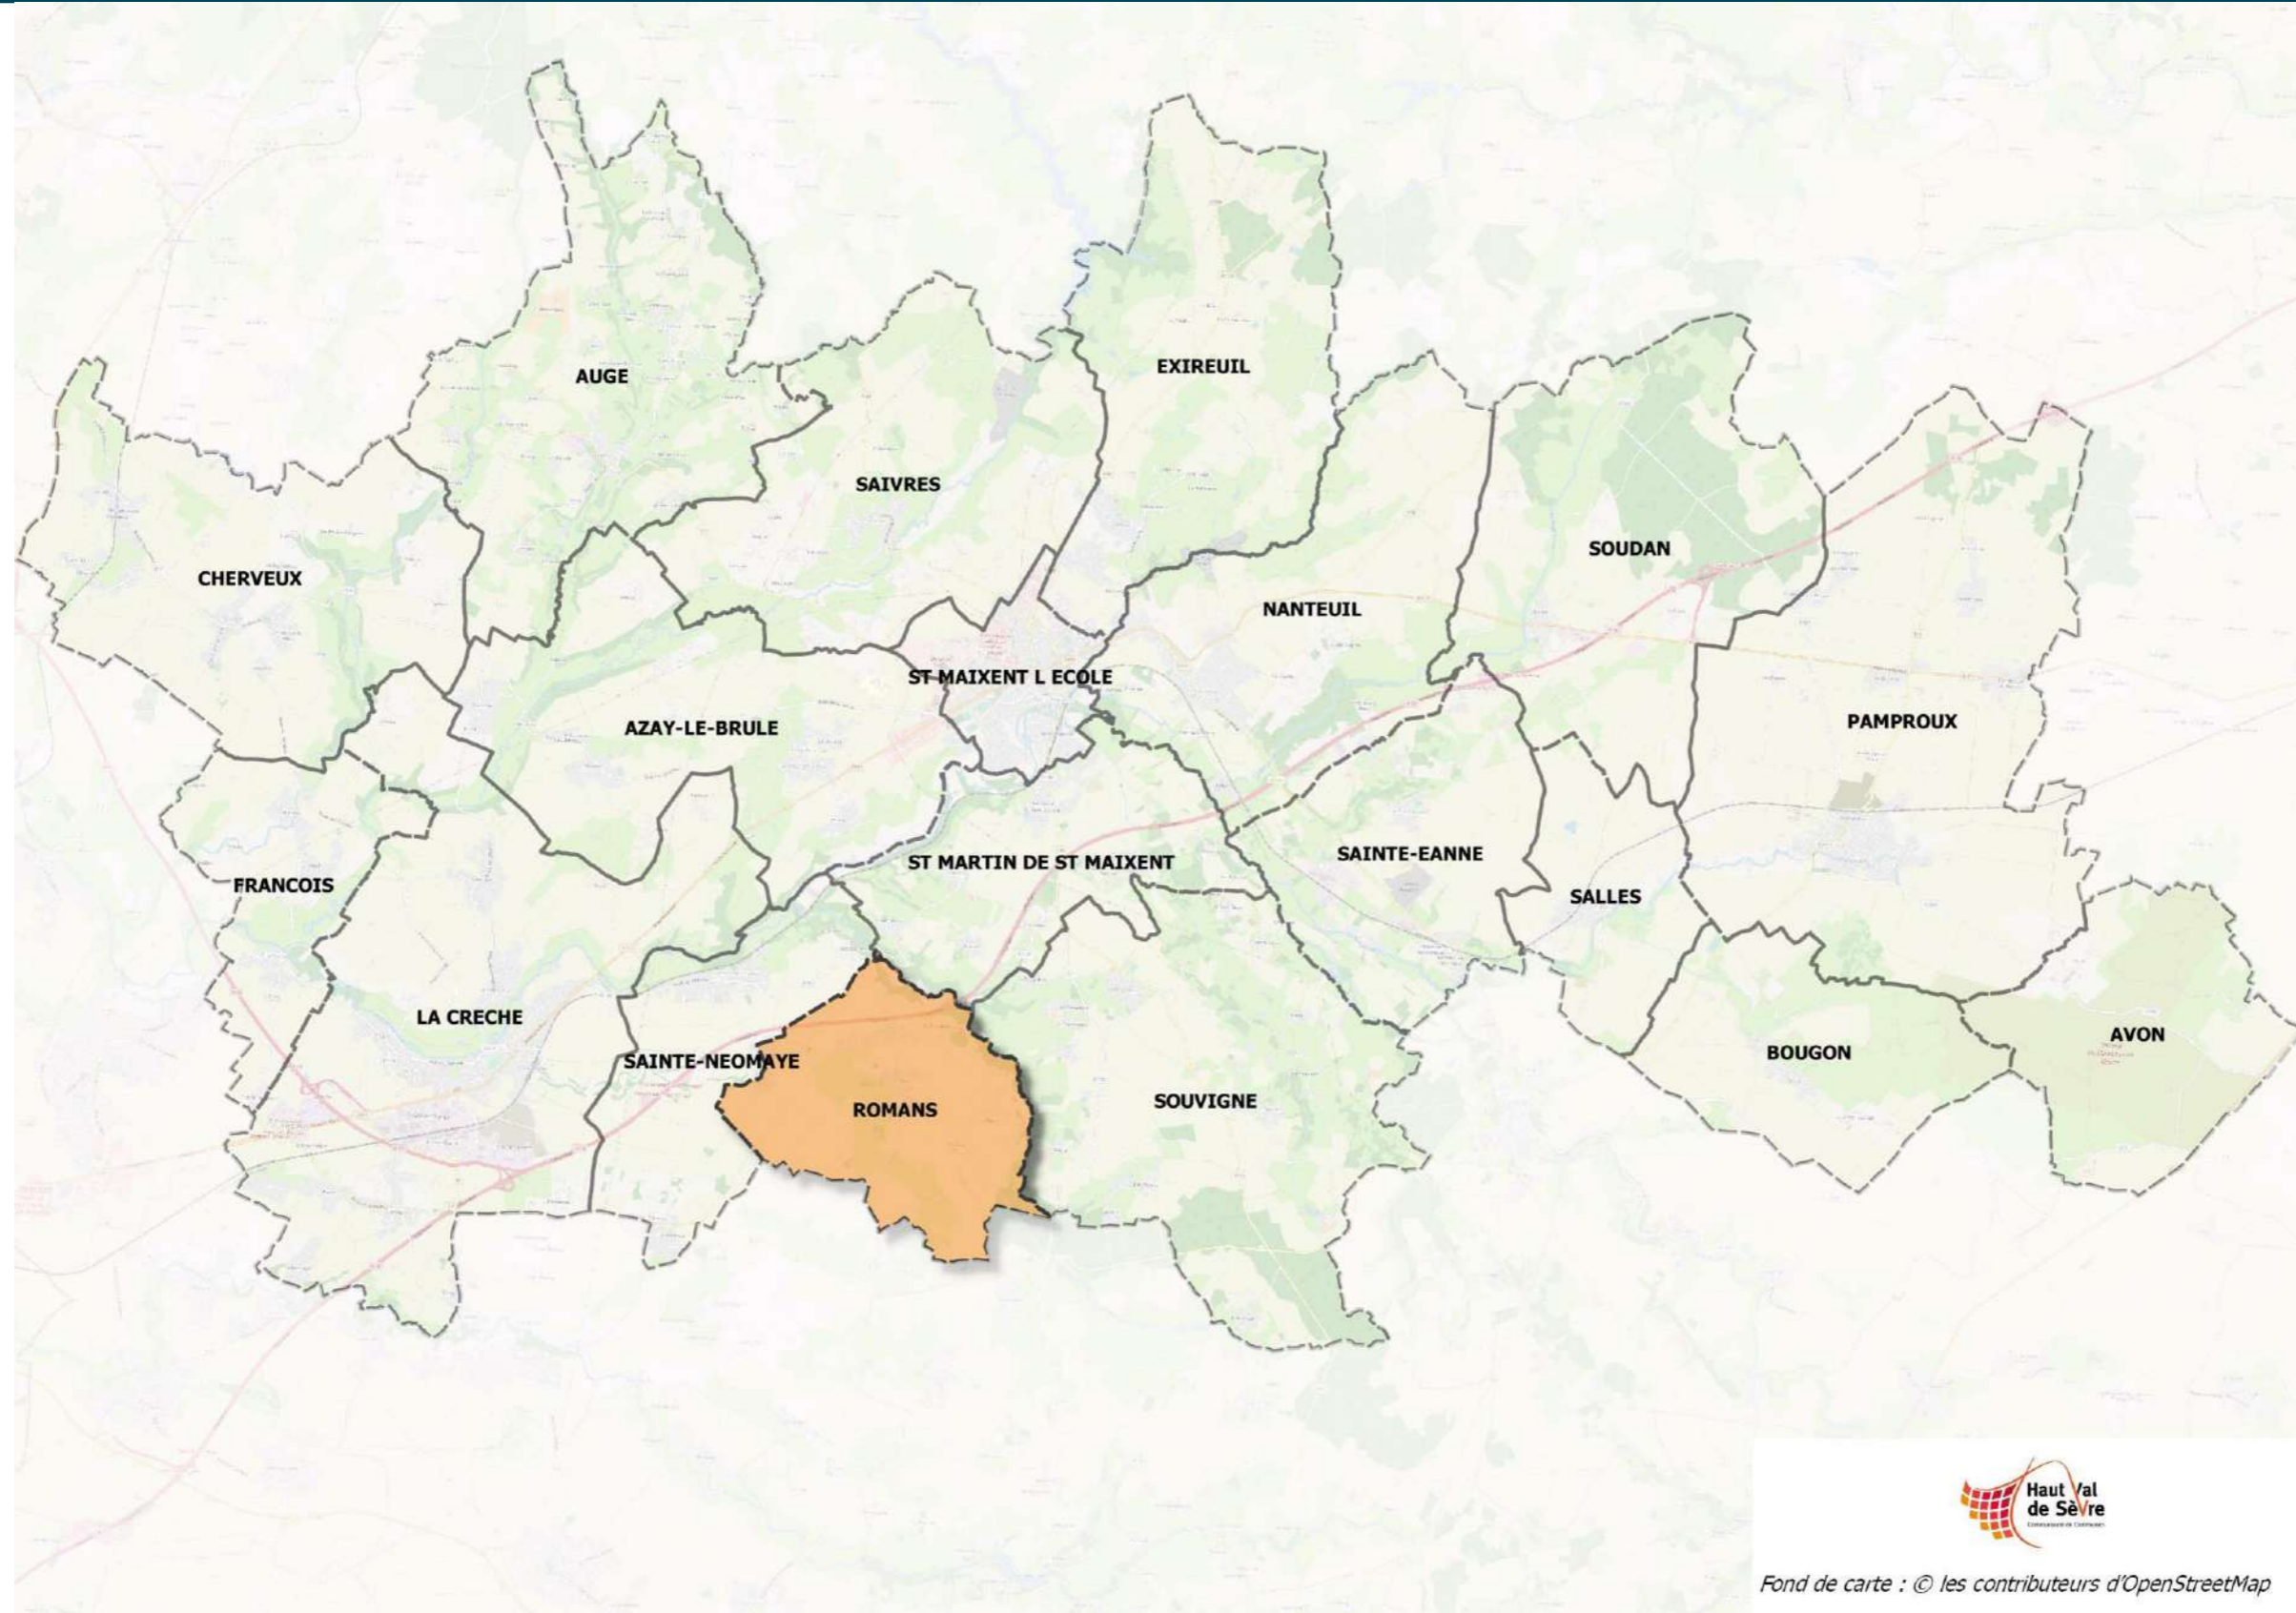 EXIREUIL
AUGE
SAIVRES
SOUDAN
CHERVEUX
NANTEUIL
ST MAIXENT L ECOLE
PAMPROUX
AZAY-LE-BRULE
SAINTE-EANNE
ST MARTIN DE ST MAIXENT
FRANCOIS
SALLES
LA CRECHE
AVON
BOUGON
SAINTE-NEOMAYE
SOUVIGNE
ROMANS
Haut Val
de Sèvre
Fond de carte : © les contributeurs d'OpenStreetMap